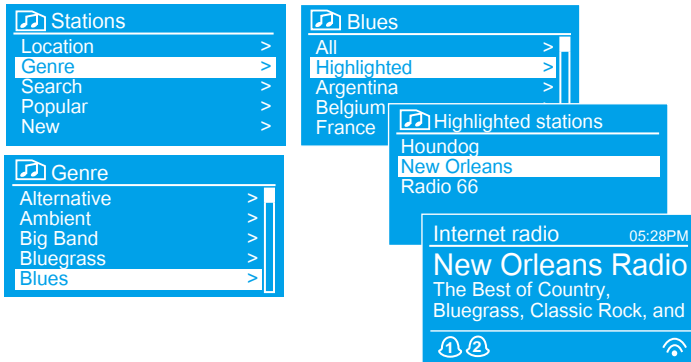 Stations
Location >
Genre >
Search >
Popular >
New >
Genre
Alternative >
Ambient >
Big Band >
Bluegrass >
Blues >
Blues
All >
Highlighted >
Argentina >
Belgium
France
Highlighted stations
Houndog
New Orleans
Radio 66
Internet radio 05:28PM
New Orleans Radio
The Best of Country,
Bluegrass, Classic Rock, and
1 2